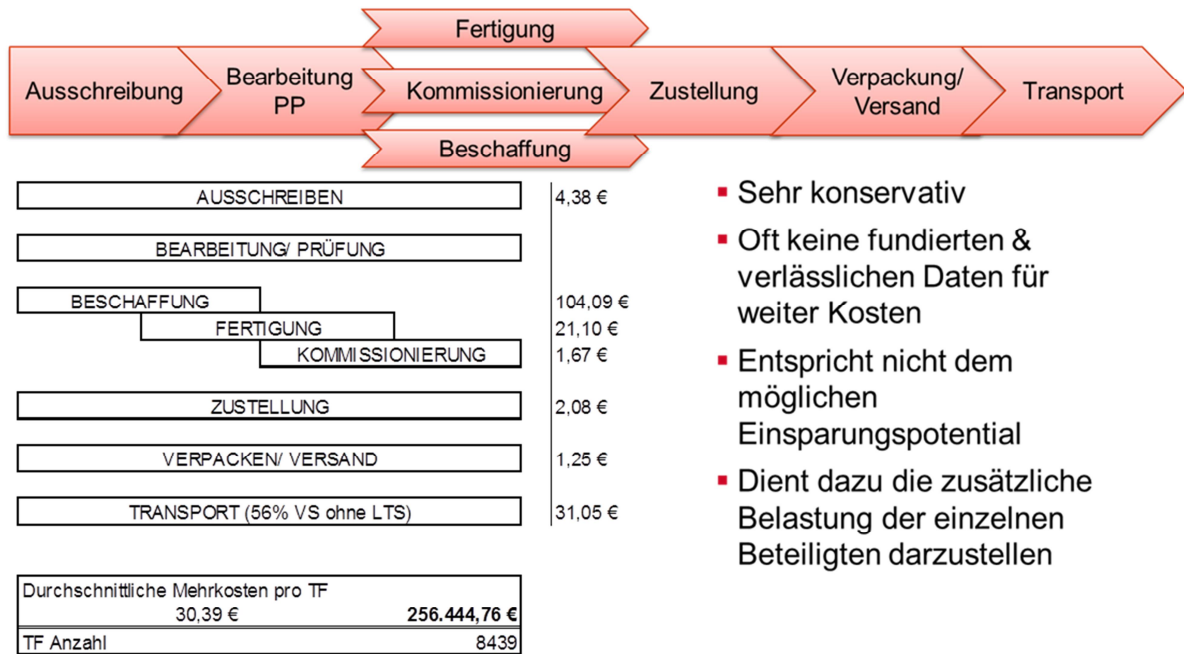 Fertigung
Ausschreibung
Bearbeitung
PP
Kommissionierung
Zustellung
Verpackung/
Versand
Transport
Beschaffung
AUSSCHREIBEN 4,38 €
BEARBEITUNG/ PRÜFUNG
BESCHAFFUNG 104,09 €
FERTIGUNG 21,10 €
KOMMISSIONIERUNG 1,67 €
ZUSTELLUNG 2,08 €
VERPACKEN/ VERSAND 1,25 €
TRANSPORT (56% VS ohne LTS) 31,05 €
Durchschnittliche Mehrkosten pro TF
30,39 € 256.444,76 €
TF Anzahl 8439
▪ Sehr konservativ
▪ Oft keine fundierten &
verlässlichen Daten für
weiter Kosten
▪ Entspricht nicht dem
möglichen
Einsparungspotential
▪ Dient dazu die zusätzliche
Belastung der einzelnen
Beteiligten darzustellen